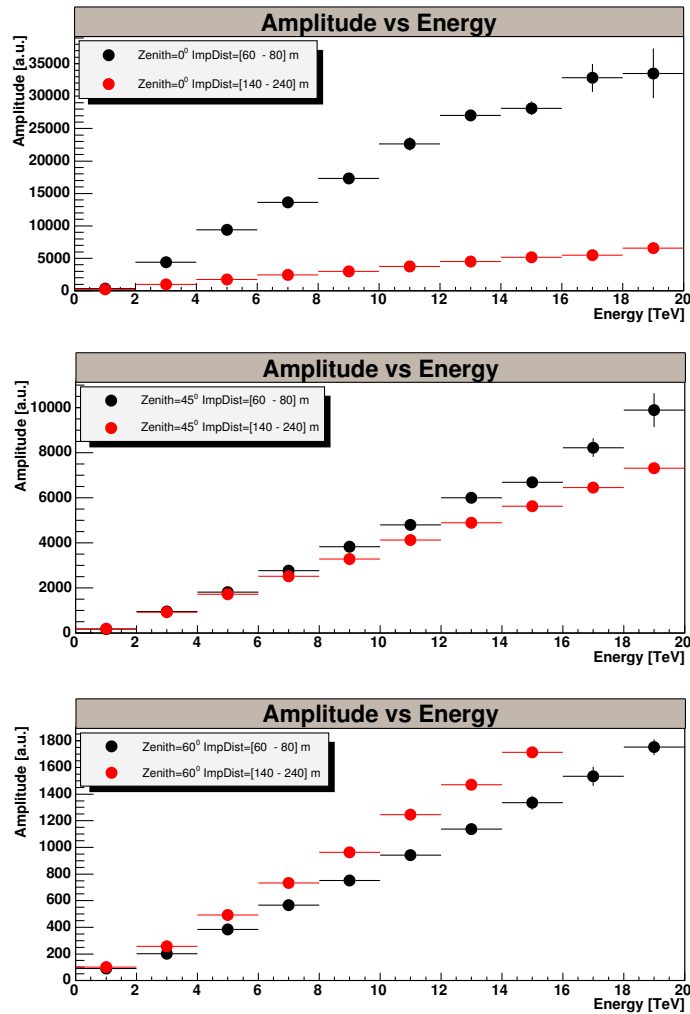 Amplitude vs Energy
Zenith=0⁰ ImpDist=[60 - 80] m
Zenith=0⁰ ImpDist=[140 - 240] m
Amplitude [a.u.]
35000
30000
25000
20000
15000
10000
5000
0
0 2 4 6 8 10 12 14 16 18 20
Energy [TeV]
Amplitude vs Energy
Zenith=45⁰ ImpDist=[60 - 80] m
Zenith=45⁰ ImpDist=[140 - 240] m
Amplitude [a.u.]
10000
8000
6000
4000
2000
0
0 2 4 6 8 10 12 14 16 18 20
Energy [TeV]
Amplitude vs Energy
Zenith=60⁰ ImpDist=[60 - 80] m
Zenith=60⁰ ImpDist=[140 - 240] m
Amplitude [a.u.]
1800
1600
1400
1200
1000
800
600
400
200
0
0 2 4 6 8 10 12 14 16 18 20
Energy [TeV]